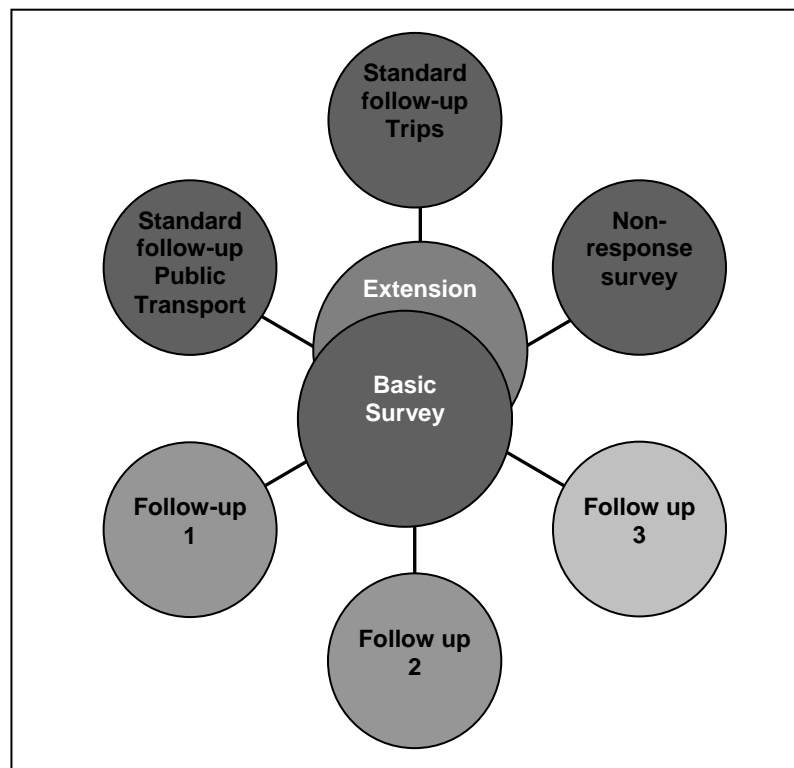 Standard
follow-up
Trips
Standard
follow-up
Public
Transport
Non-
response
survey
Extension
Basic
Survey
Follow-up
1
Follow up
3
Follow up
2